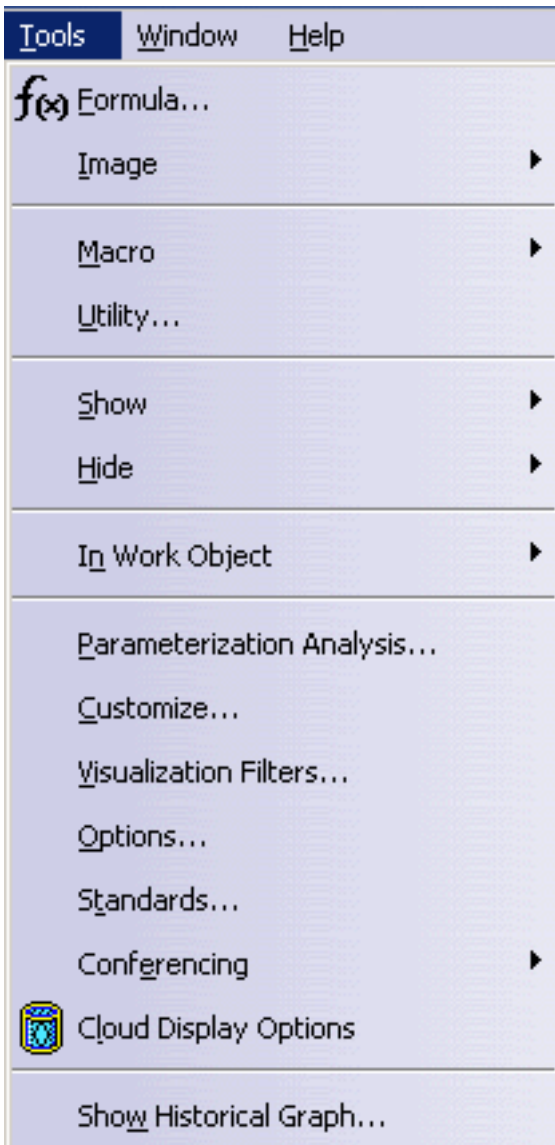 Tools Window Help
f(x) Formula...
Image
Macro
Utility...
Show
Hide
In Work Object
Parameterization Analysis...
Customize...
Visualization Filters...
Options...
Standards...
Conferencing
Cloud Display Options
Show Historical Graph...